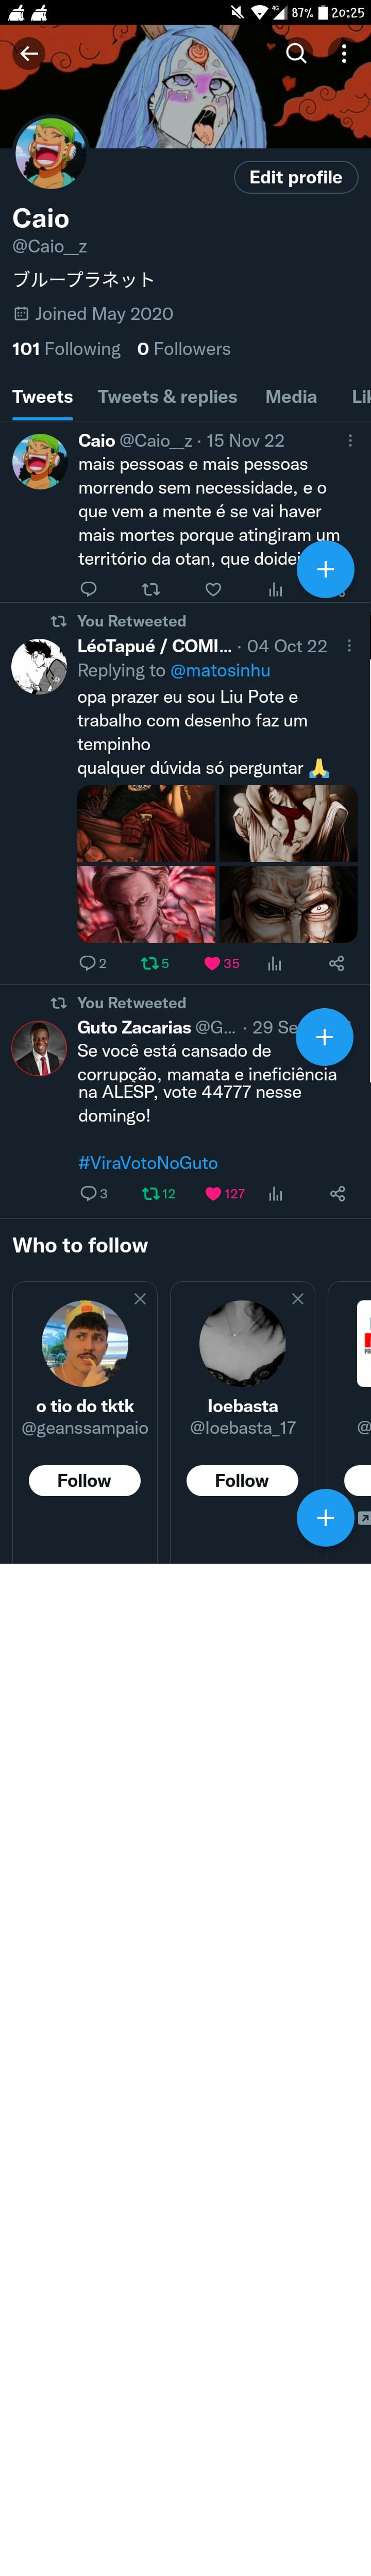 4G 87% 20:25
Edit profile
Caio
@Caio__z
ブループラネット
Joined May 2020
101 Following 0 Followers
Tweets Tweets & replies Media
Caio @Caio__z · 15 Nov 22
mais pessoas e mais pessoas
morrendo sem necessidade, e o
que vem a mente é se vai haver
mais mortes porque atingiram um
território da otan, que
You Retweeted
LéoTapué / COMI... · 04 Oct 22
Replying to @matosinhu
opa prazer eu sou Liu Pote e
trabalho com desenho faz um
tempinho
qualquer dúvida só perguntar 🙏
2 5 35
You Retweeted
Guto Zacarias @G... · 29
Se você está cansado de
corrupção, mamata e ineficiência
na ALESP, vote 44777 nesse
domingo!
#ViraVotoNoGuto
3 12 127
Who to follow
o tio do tktk
@geanssampaio
Follow
loebasta
@loebasta_17
Follow